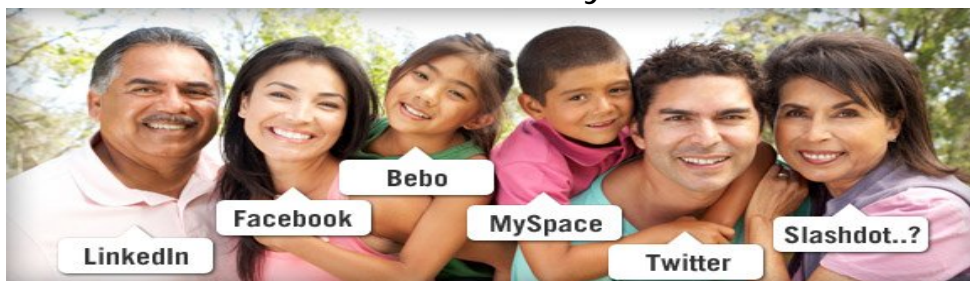 LinkedIn
Facebook
Bebo
MySpace
Twitter
Slashdot..?